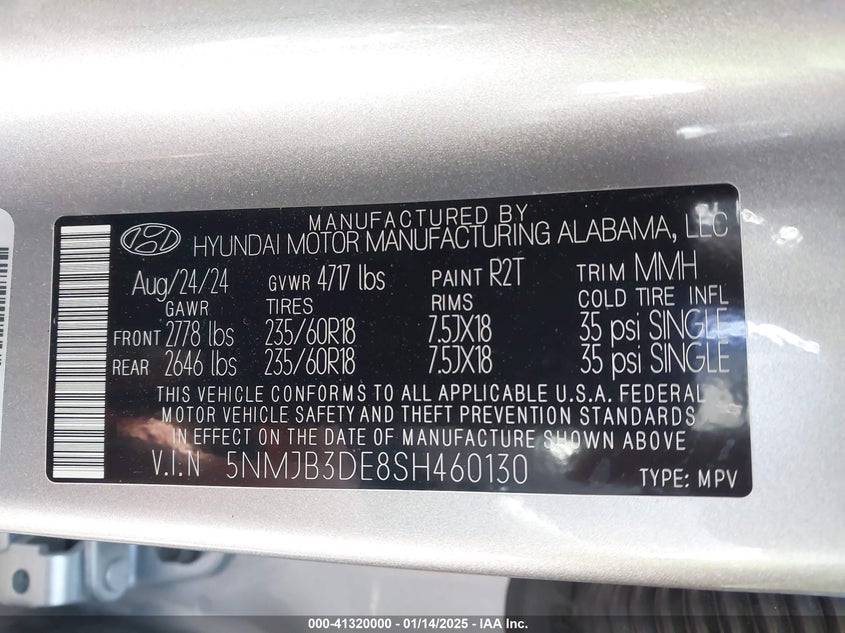 MANUFACTURED BY
HYUNDAI MOTOR MANUFACTURING ALABAMA, LLC
Aug/24/24 GVWR 4717 lbs PAINT R2T TRIM MMH
GAWR TIRES RIMS COLD TIRE INFL
FRONT 2778 lbs 235/60R18 7.5JX18 35 psi SINGLE
REAR 2646 lbs 235/60R18 7.5JX18 35 psi SINGLE
THIS VEHICLE CONFORMS TO ALL APPLICABLE U.S.A. FEDERAL
MOTOR VEHICLE SAFETY AND THEFT PREVENTION STANDARDS
IN EFFECT ON THE DATE OF MANUFACTURE SHOWN ABOVE
V.I.N 5NMJB3DE8SH460130 TYPE: MPV
000-41320000 — 01/14/2025 — IAA Inc.